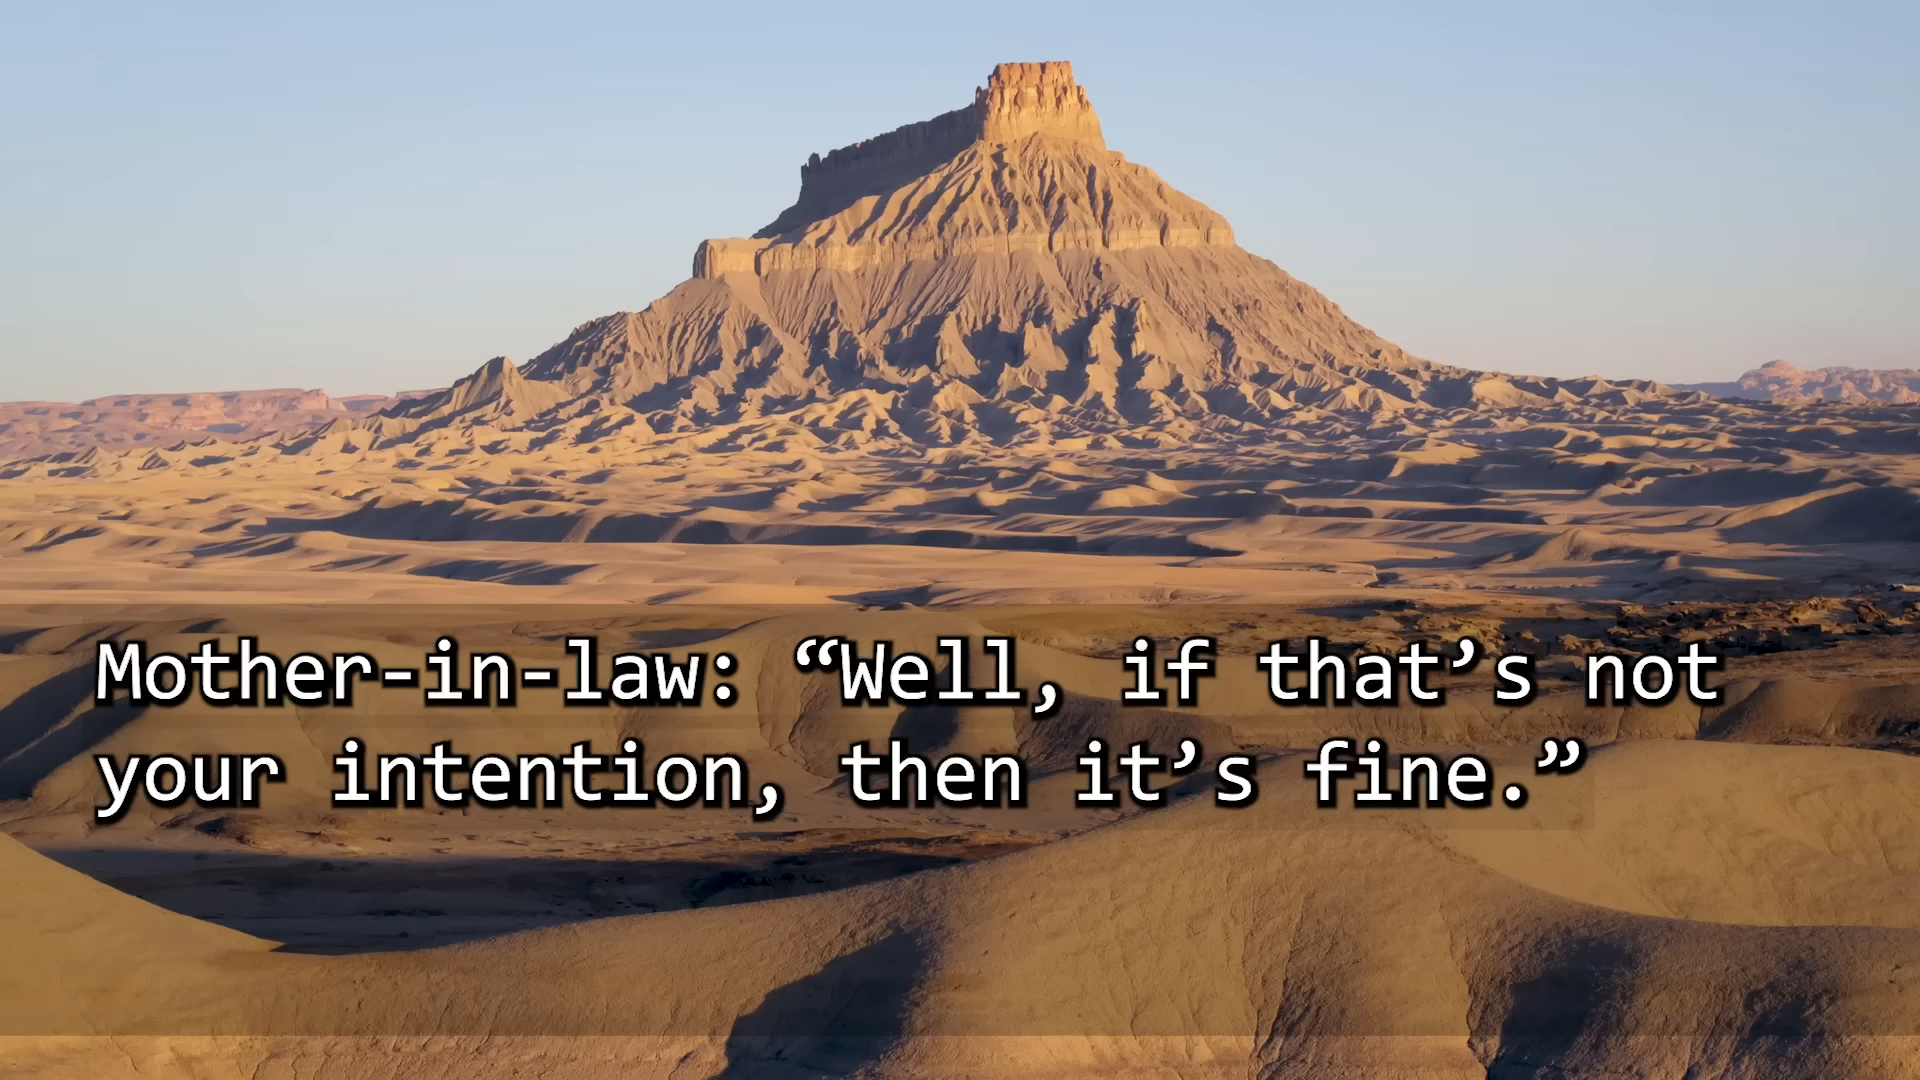 Mother-in-law: “Well, if that’s not
your intention, then it’s fine.”